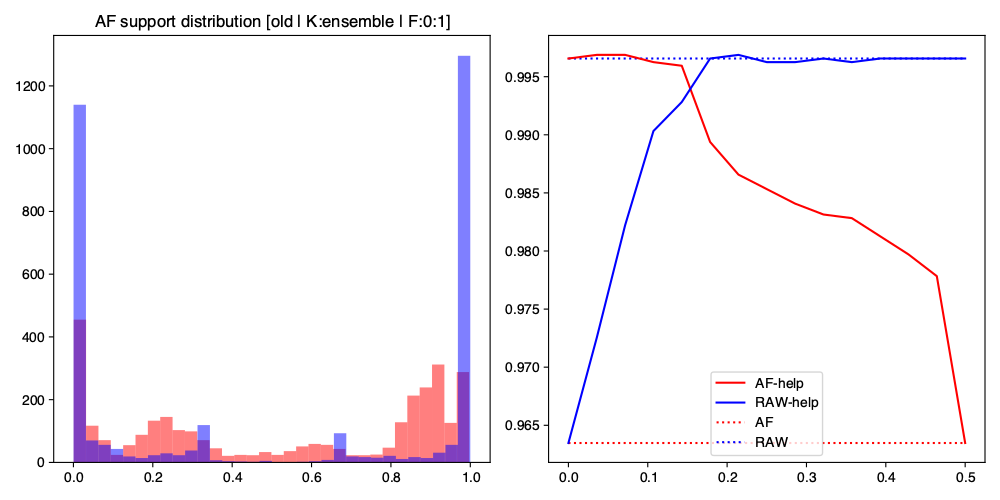 AF support distribution [old | K:ensemble | F:0:1]
1200
1000
800
600
400
200
0
0.0 0.2 0.4 0.6 0.8 1.0
0.995
0.990
0.985
0.980
0.975
0.970
0.965
AF-help
RAW-help
AF
RAW
0.0 0.1 0.2 0.3 0.4 0.5